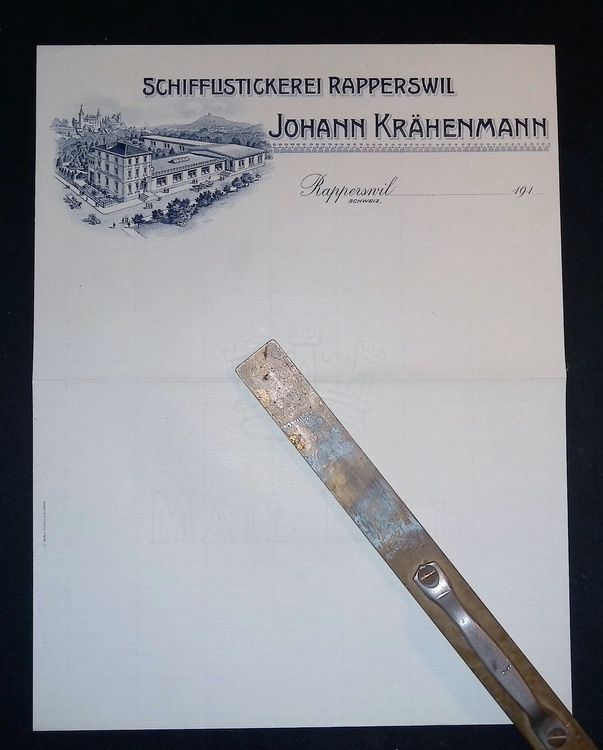 SCHIFFLISTICKEREI RAPPERSWIL
JOHANN KRÄHENMANN
Rapperswil 191
SCHWEIZ.